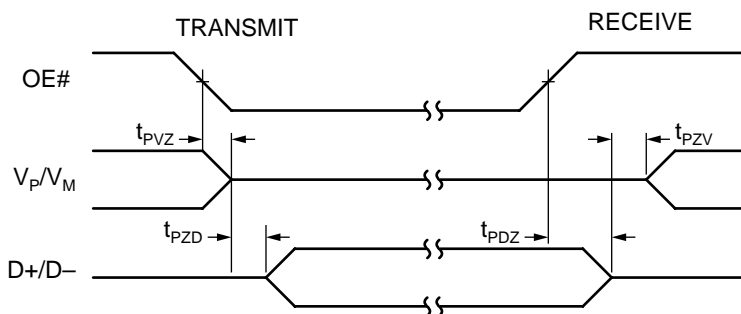 TRANSMIT
RECEIVE
OE#
tPVZ
tPZV
VP/VM
tPZD
tPDZ
D+/D–